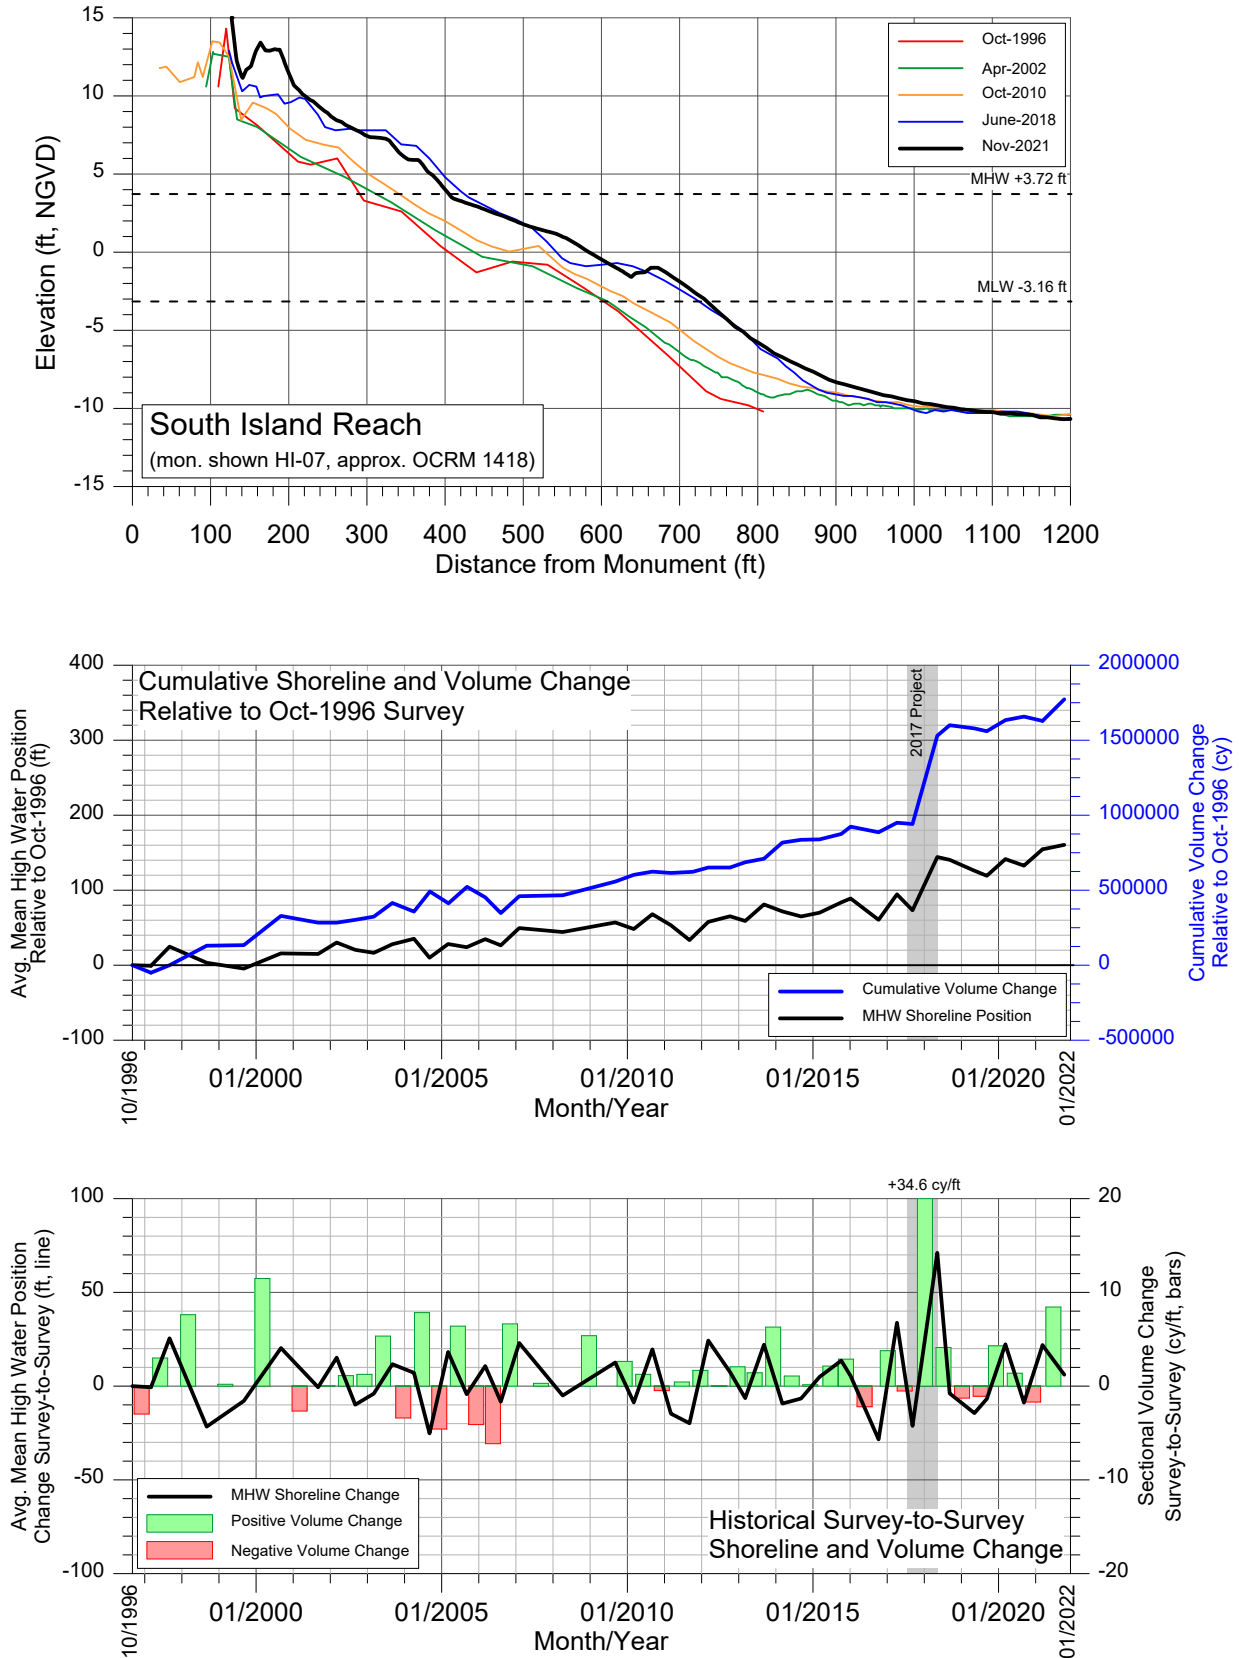 15
10
5
0
-5
-10
-15
Elevation (ft, NGVD)
Oct-1996
Apr-2002
Oct-2010
June-2018
Nov-2021
MHW +3.72 ft
MLW -3.16 ft
South Island Reach
(mon. shown HI-07, approx. OCRM 1418)
0 100 200 300 400 500 600 700 800 900 1000 1100 1200
Distance from Monument (ft)
400
300
200
100
0
-100
Avg. Mean High Water Position
Relative to Oct-1996 (ft)
Cumulative Shoreline and Volume Change
Relative to Oct-1996 Survey
2017 Project
2000000
1500000
1000000
500000
0
-500000
Cumulative Volume Change
Relative to Oct-1996 (cy)
Cumulative Volume Change
MHW Shoreline Position
10/1996 01/2000 01/2005 01/2010 01/2015 01/2020 01/2022
Month/Year
+34.6 cy/ft
100
50
0
-50
-100
Avg. Mean High Water Position
Change Survey-to-Survey (ft, line)
20
10
0
-10
-20
Sectional Volume Change
Survey-to-Survey (cy/ft, bars)
MHW Shoreline Change
Positive Volume Change
Negative Volume Change
Historical Survey-to-Survey
Shoreline and Volume Change
10/1996 01/2000 01/2005 01/2010 01/2015 01/2020 01/2022
Month/Year